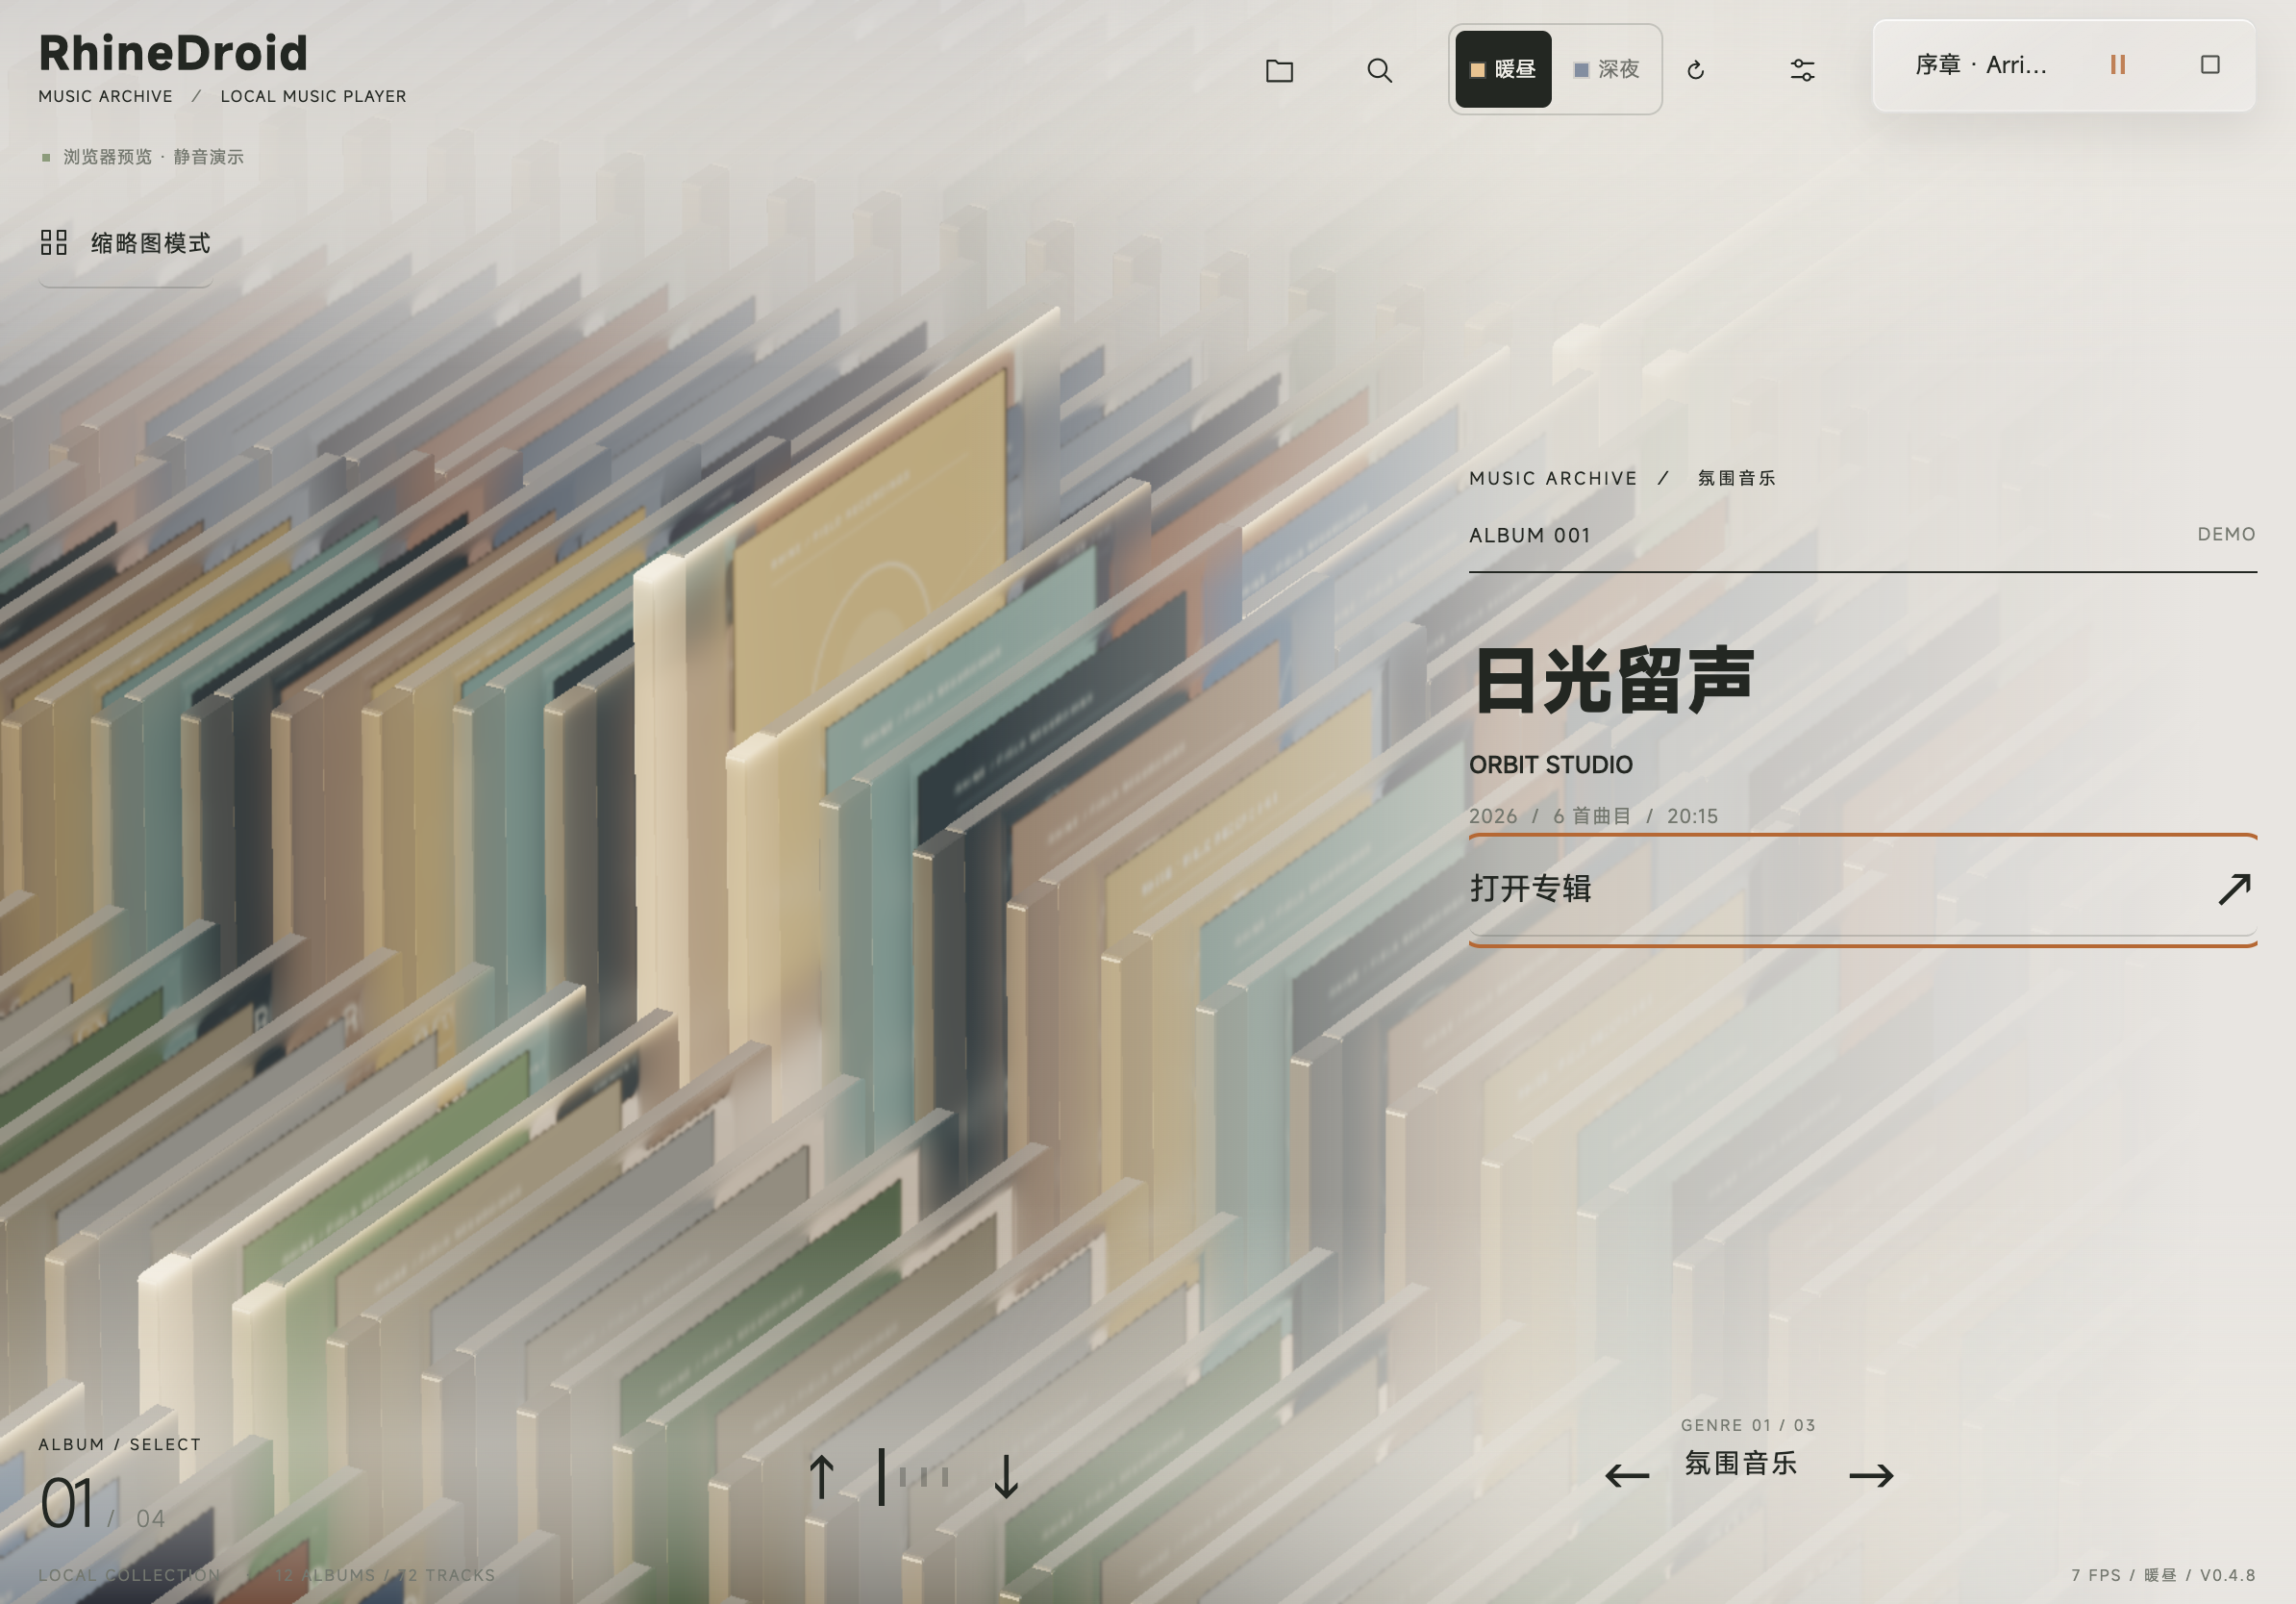 RhineDroid
MUSIC ARCHIVE / LOCAL MUSIC PLAYER
浏览器预览 · 静音演示
缩略图模式
暖昼
深夜
序章 · Arri...
MUSIC ARCHIVE / 氛围音乐
ALBUM 001
DEMO
日光留声
ORBIT STUDIO
2026 / 6 首曲目 / 20:15
打开专辑
ALBUM / SELECT
01 / 04
GENRE 01 / 03
氛围音乐
LOCAL COLLECTION
12 ALBUMS / 72 TRACKS
7 FPS / 暖昼 / V0.4.8